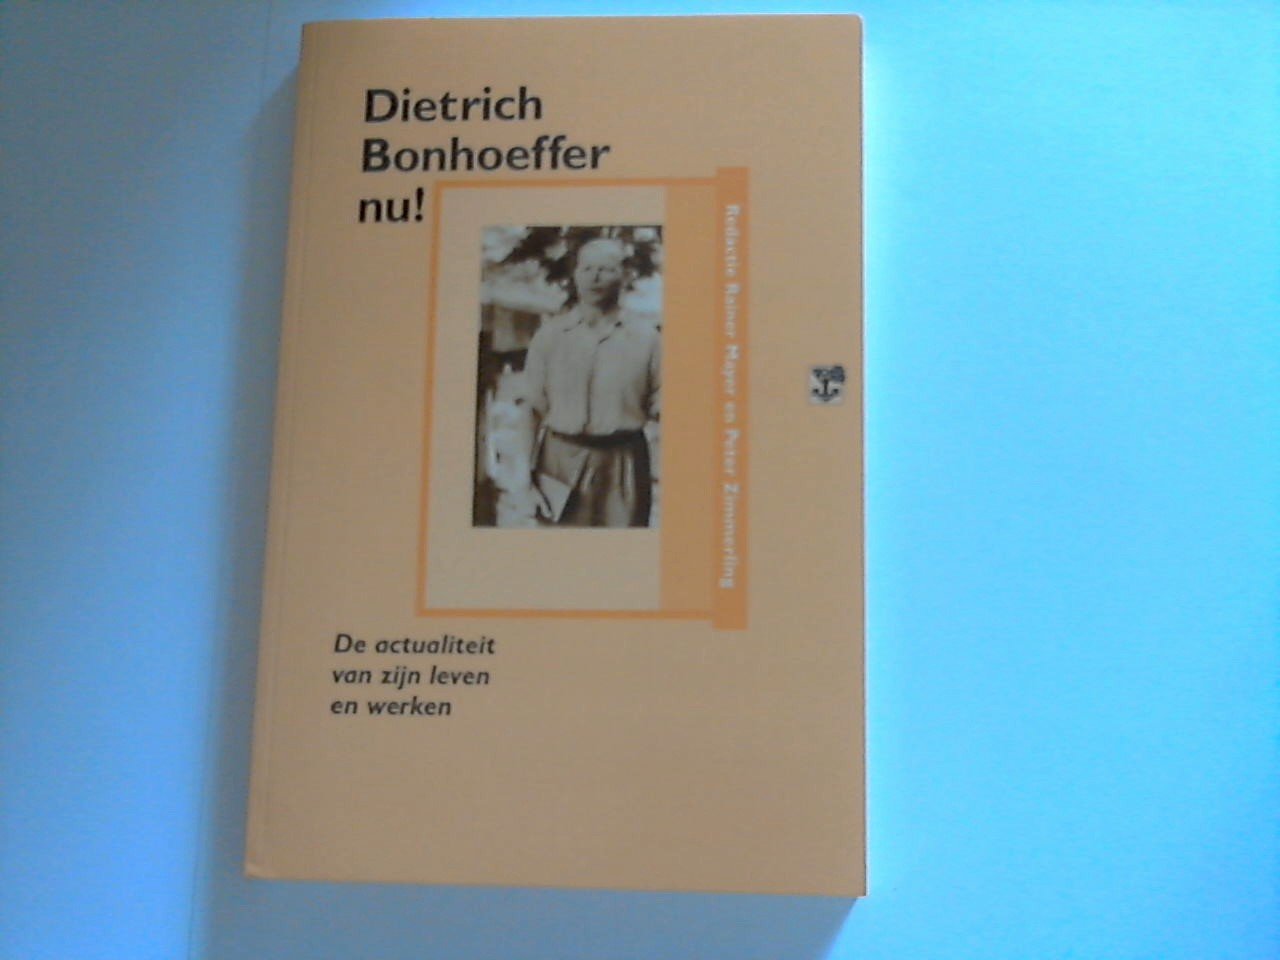 Dietrich
Bonhoeffer
nu!
Redactie Rainer Mayer en Peter Zimmerling
De actualiteit
van zijn leven
en werken